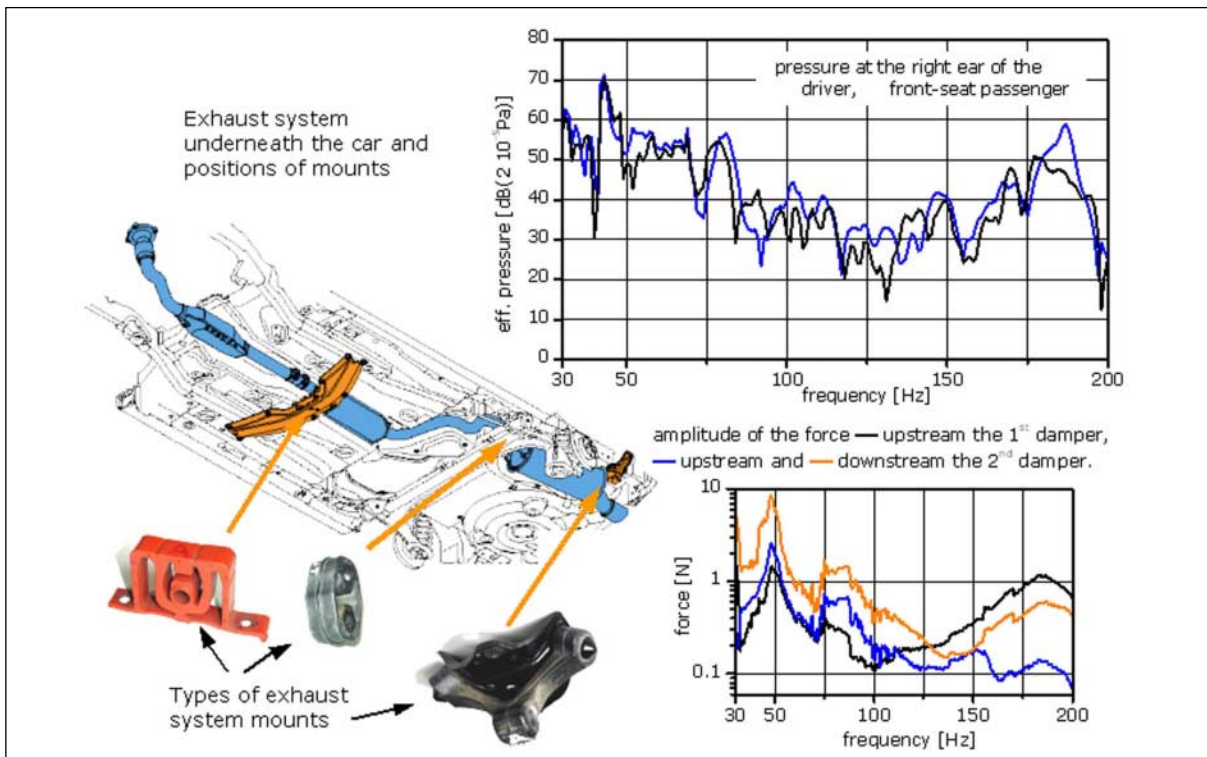 Exhaust system
underneath the car and
positions of mounts
Types of exhaust
system mounts
pressure at the right ear of the
driver, front-seat passenger
eff. pressure [dB(2 10⁻⁵Pa)]
80
70
60
50
40
30
20
10
0
30 50 100 150 200
frequency [Hz]
amplitude of the force upstream the 1ˢᵗ damper,
upstream and downstream the 2ⁿᵈ damper.
force [N]
10
1
0.1
30 50 100 150 200
frequency [Hz]